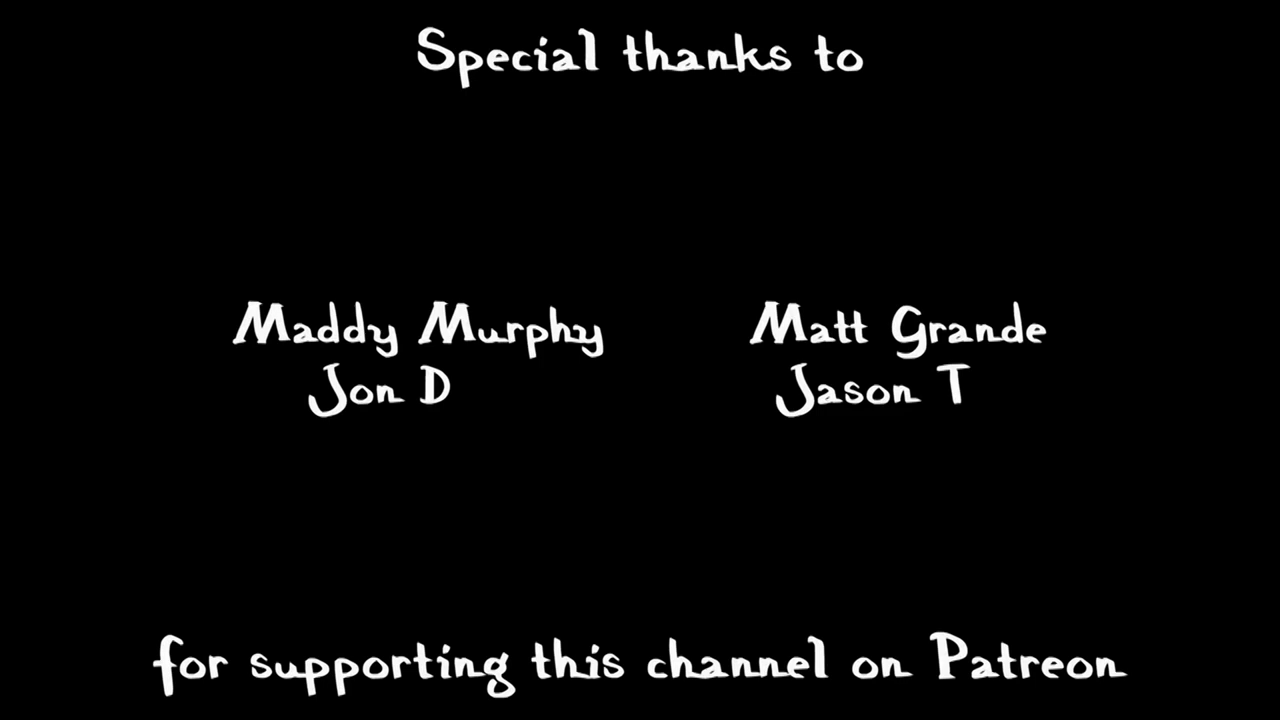 Special thanks to
Maddy Murphy
Jon D
Matt Grande
Jason T
for supporting this channel on Patreon